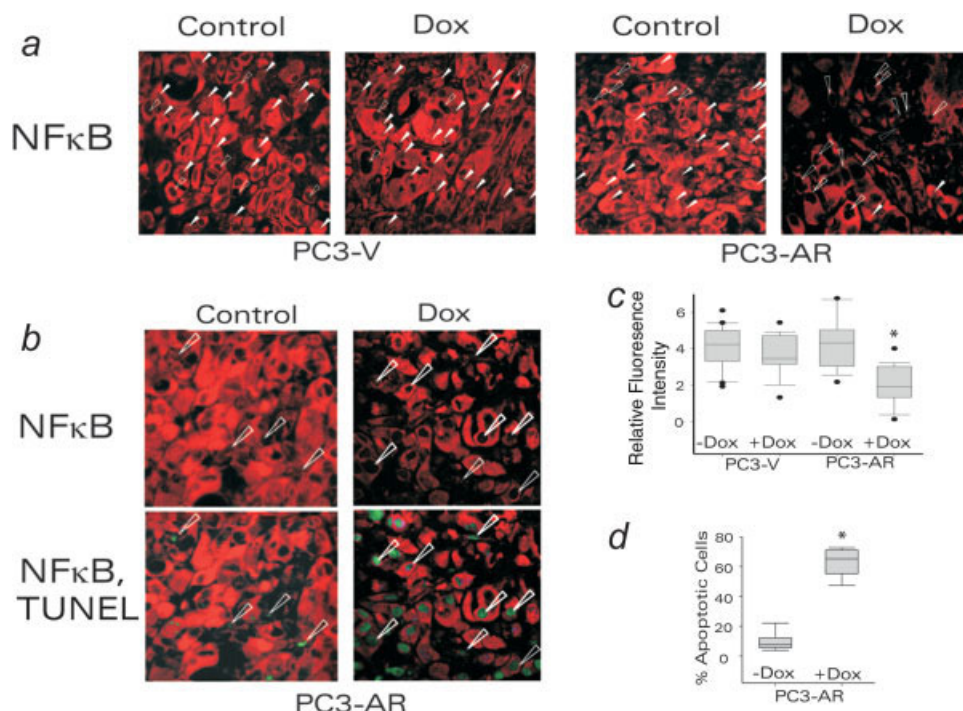 a
Control
Dox
NFκB
PC3-V
PC3-AR
b
Control
Dox
NFκB
NFκB,
TUNEL
PC3-AR
c
Relative Fluoresence
Intensity
6
4
2
0
*
-Dox
+Dox
-Dox
+Dox
PC3-V
PC3-AR
d
% Apoptotic Cells
80
60
40
20
0
*
-Dox
+Dox
PC3-AR